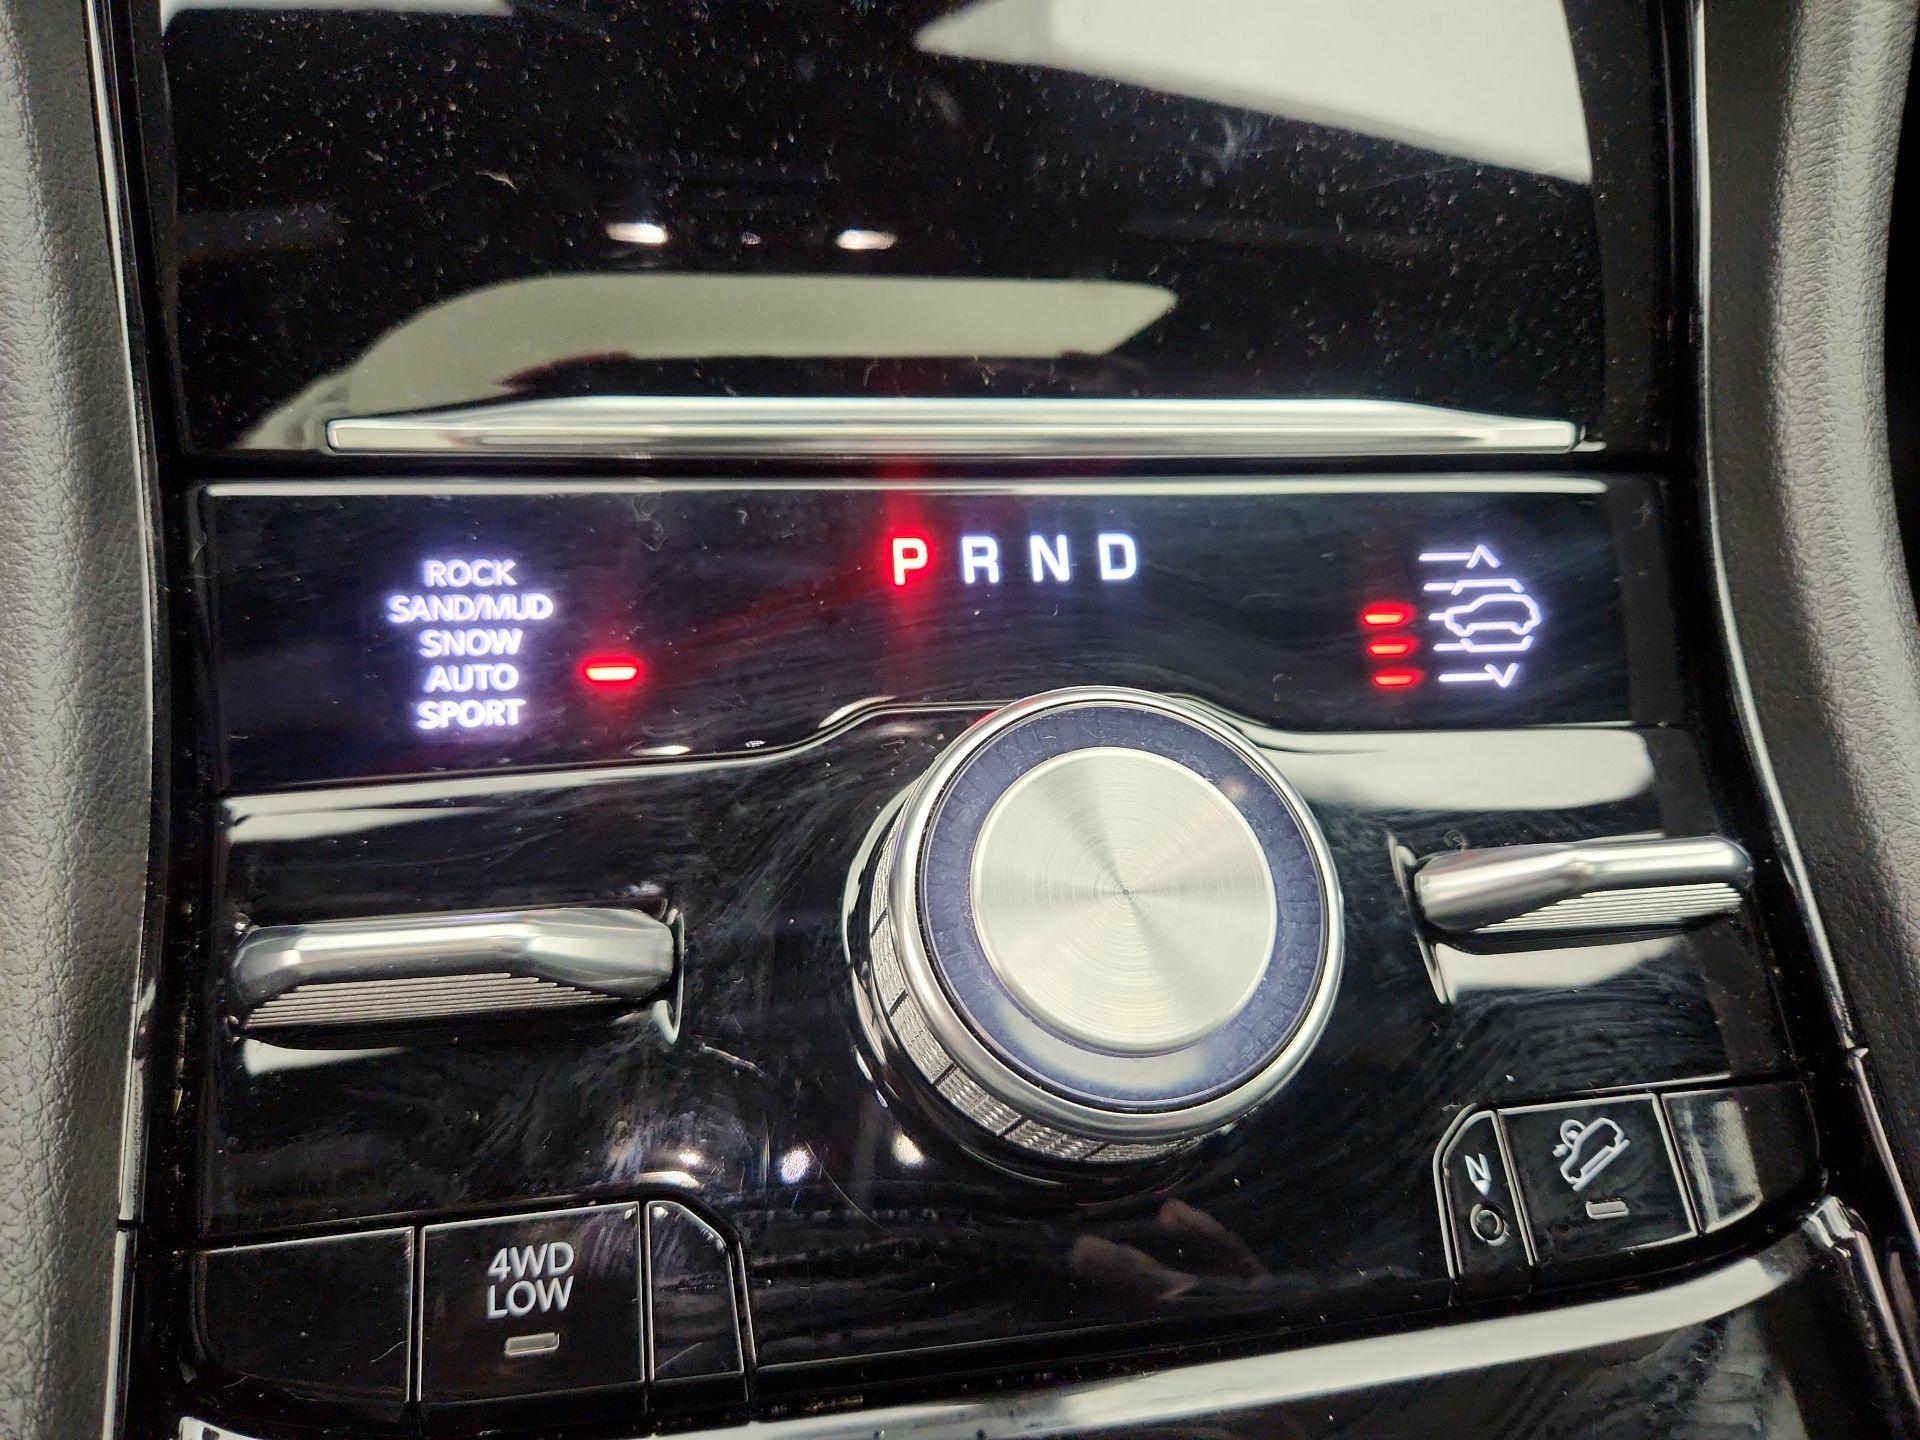 P R N D
ROCK
SAND/MUD
SNOW
AUTO
SPORT
N
4WD
LOW